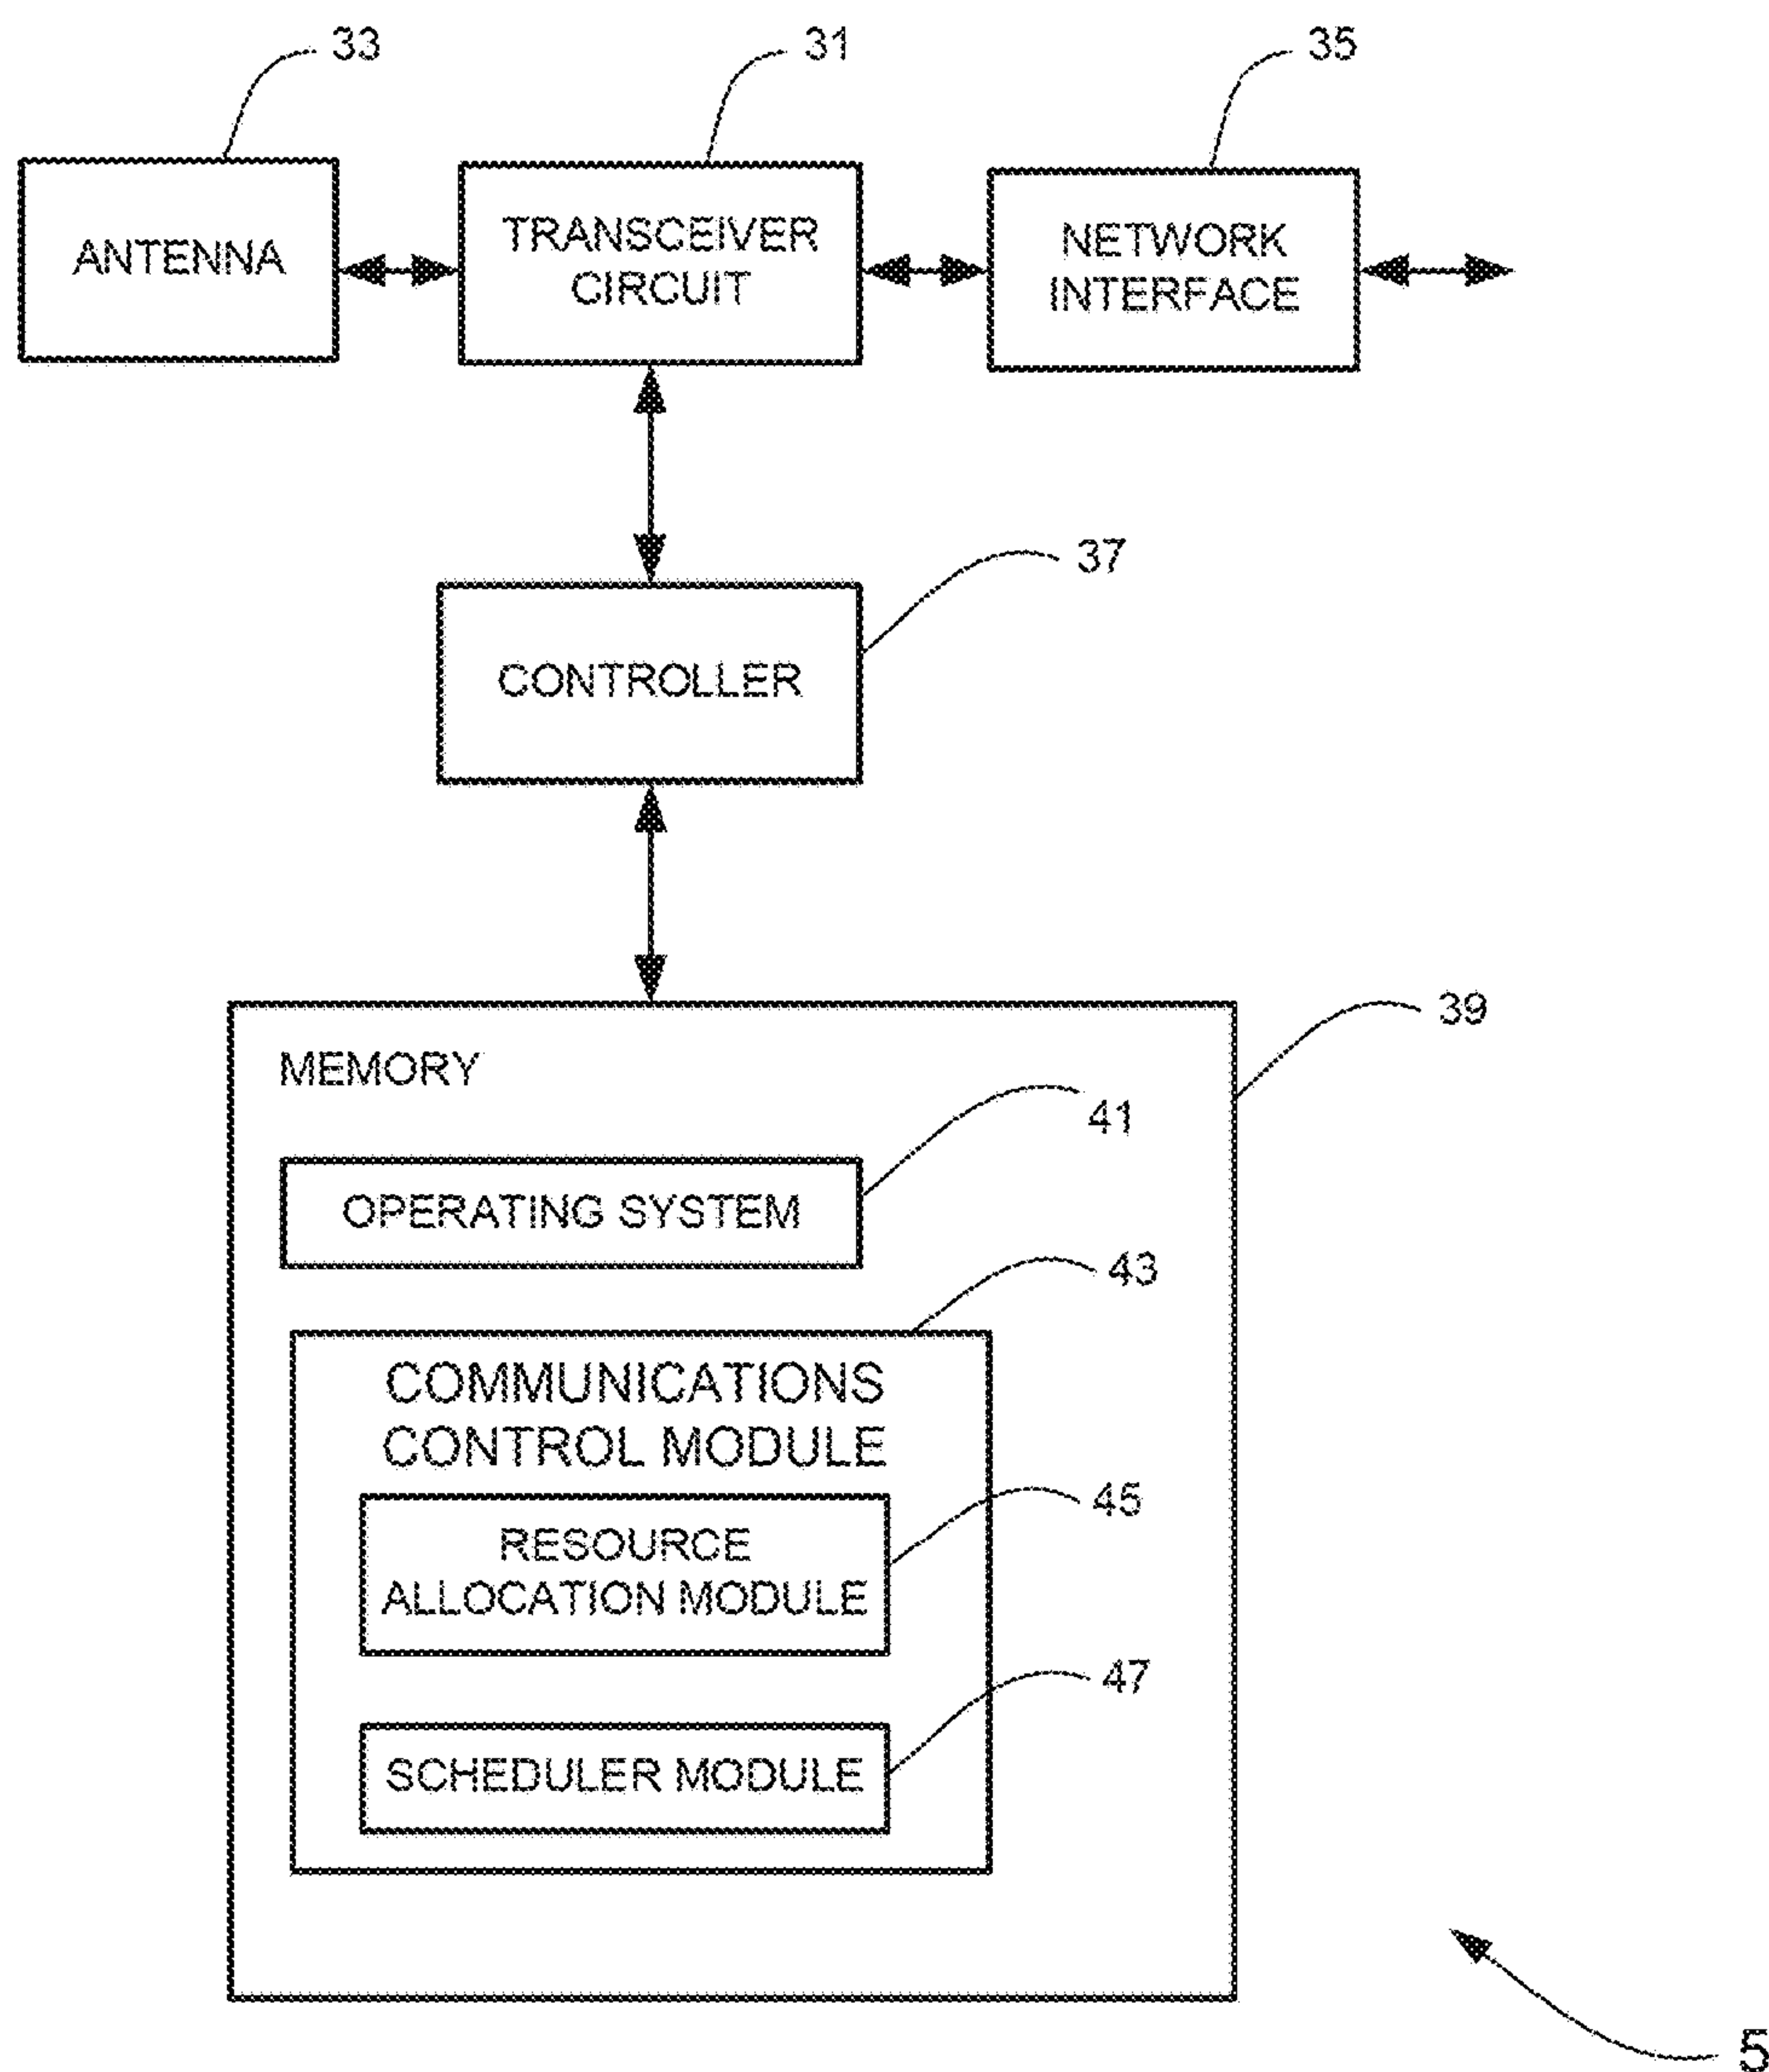 33
31
35
ANTENNA
TRANSCEIVER
CIRCUIT
NETWORK
INTERFACE
37
CONTROLLER
39
MEMORY
41
OPERATING SYSTEM
43
COMMUNICATIONS
CONTROL MODULE
45
RESOURCE
ALLOCATION MODULE
47
SCHEDULER MODULE
5